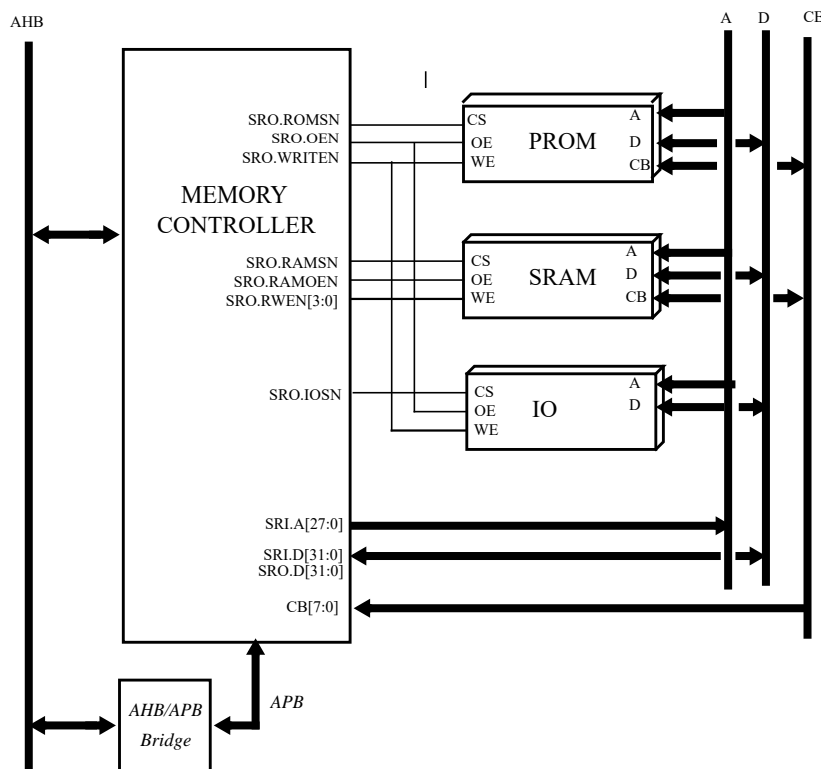 AHB
A D CB
SRO.ROMSN
SRO.OEN
SRO.WRITEN
CS
OE
WE
PROM
A
D
CB
MEMORY
CONTROLLER
SRO.RAMSN
SRO.RAMOEN
SRO.RWEN[3:0]
CS
OE
WE
SRAM
A
D
CB
SRO.IOSN
CS
OE
WE
IO
A
D
SRI.A[27:0]
SRI.D[31:0]
SRO.D[31:0]
CB[7:0]
APB
AHB/APB
Bridge